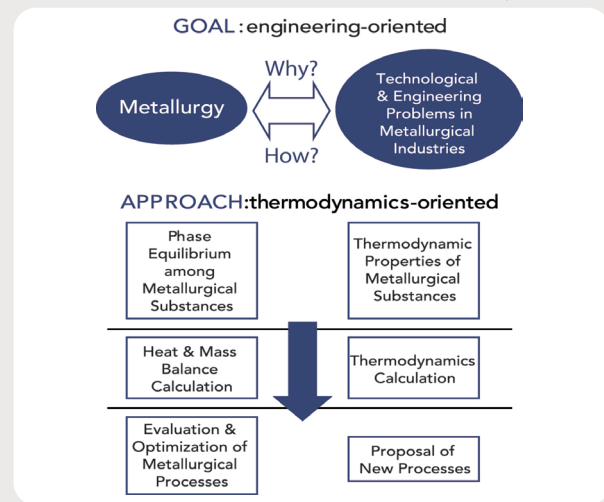 GOAL : engineering-oriented
Why?
Metallurgy
Technological
& Engineering
Problems in
Metallurgical
Industries
How?
APPROACH:thermodynamics-oriented
Phase
Equilibrium
among
Metallurgical
Substances
Thermodynamic
Properties of
Metallurgical
Substances
Heat & Mass
Balance
Calculation
Thermodynamics
Calculation
Evaluation &
Optimization of
Metallurgical
Processes
Proposal of
New Processes